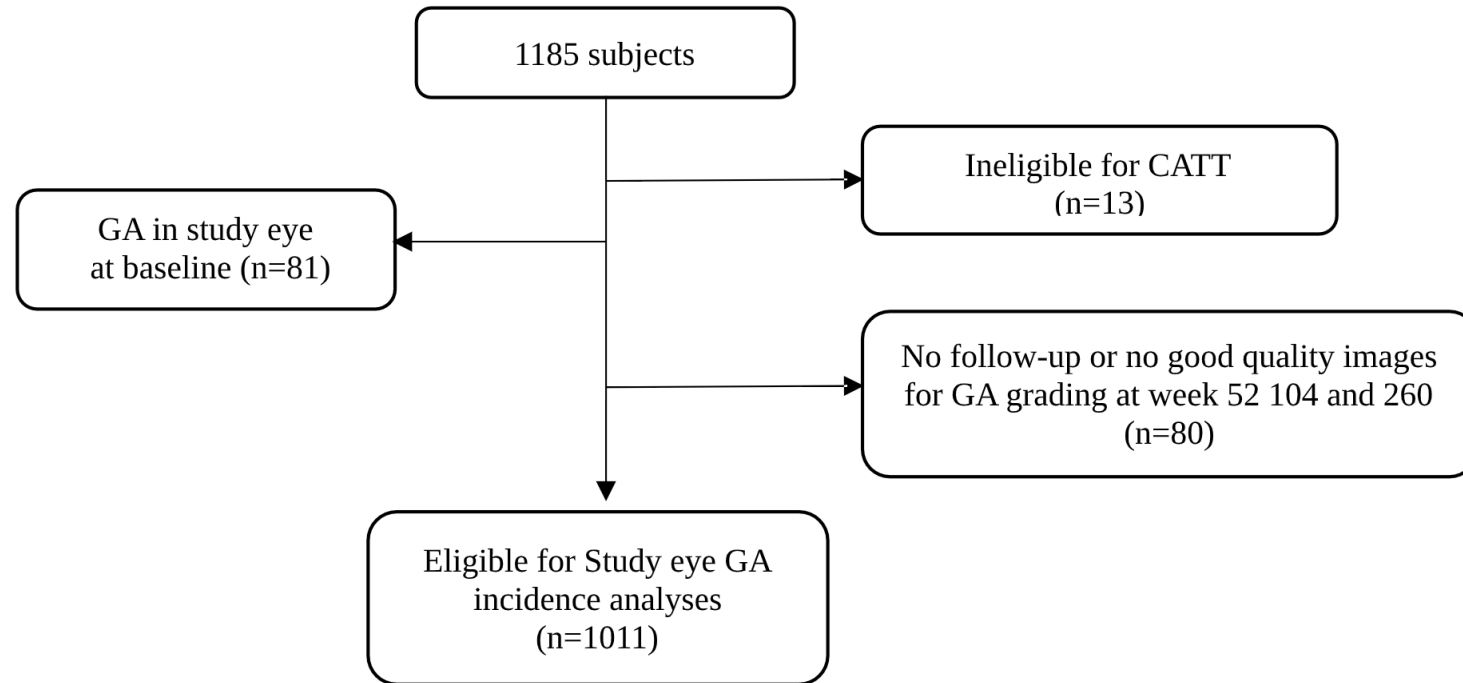 1185 subjects
Ineligible for CATT
(n=13)
GA in study eye
at baseline (n=81)
No follow-up or no good quality images
for GA grading at week 52 104 and 260
(n=80)
Eligible for Study eye GA
incidence analyses
(n=1011)